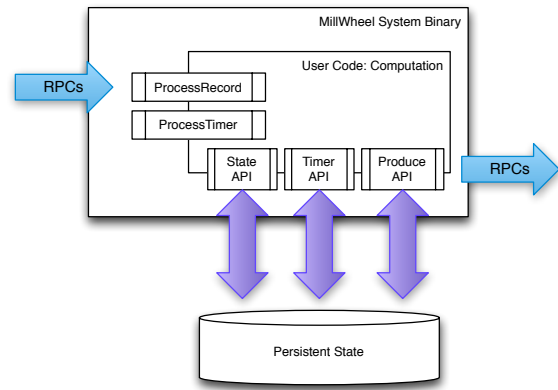 MillWheel System Binary
User Code: Computation
RPCs
ProcessRecord
ProcessTimer
State
API
Timer
API
Produce
API
RPCs
Persistent State